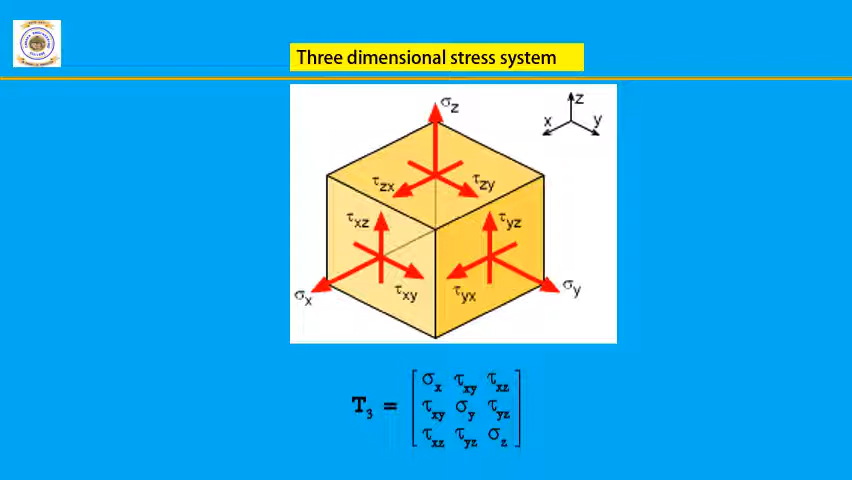 Three dimensional stress system
σz
z
x y
τzx τzy
τxz τyz
τxy τyx
σx σy
T3 = [ σx τxy τxz
τxy σy τyz
τxz τyz σz ]